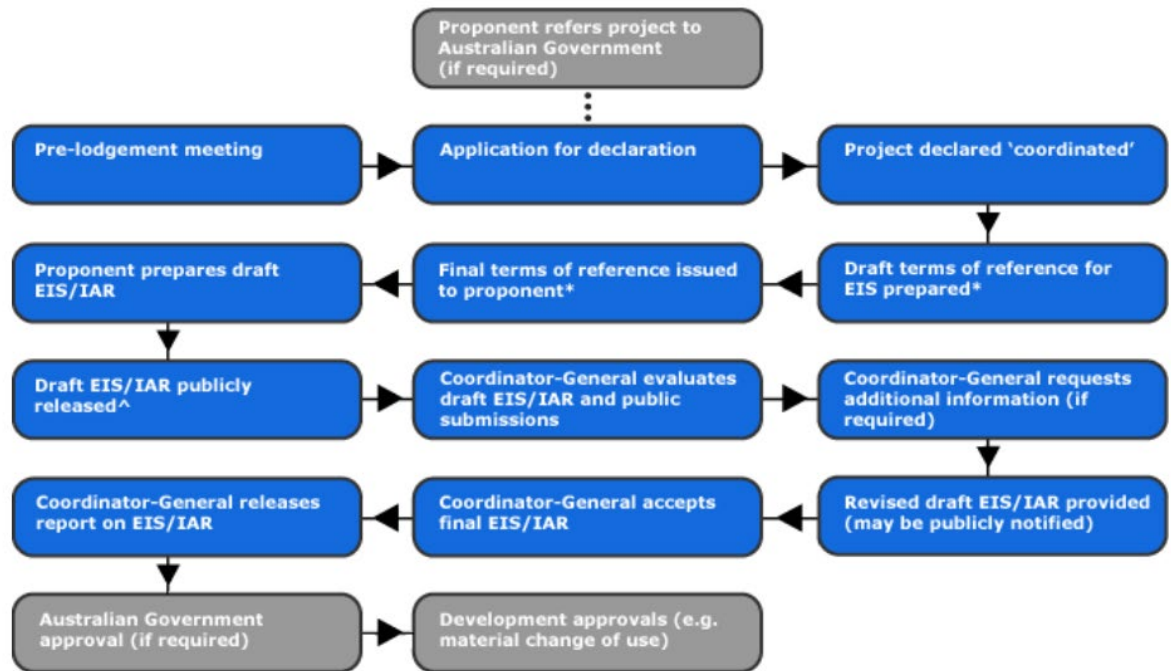 Proponent refers project to
Australian Government
(if required)
Pre-lodgement meeting
Application for declaration
Project declared ‘coordinated’
Draft terms of reference for
EIS prepared*
Final terms of reference issued
to proponent*
Proponent prepares draft
EIS/IAR
Draft EIS/IAR publicly
released^
Coordinator-General evaluates
draft EIS/IAR and public
submissions
Coordinator-General requests
additional information (if
required)
Revised draft EIS/IAR provided
(may be publicly notified)
Coordinator-General accepts
final EIS/IAR
Coordinator-General releases
report on EIS/IAR
Australian Government
approval (if required)
Development approvals (e.g.
material change of use)